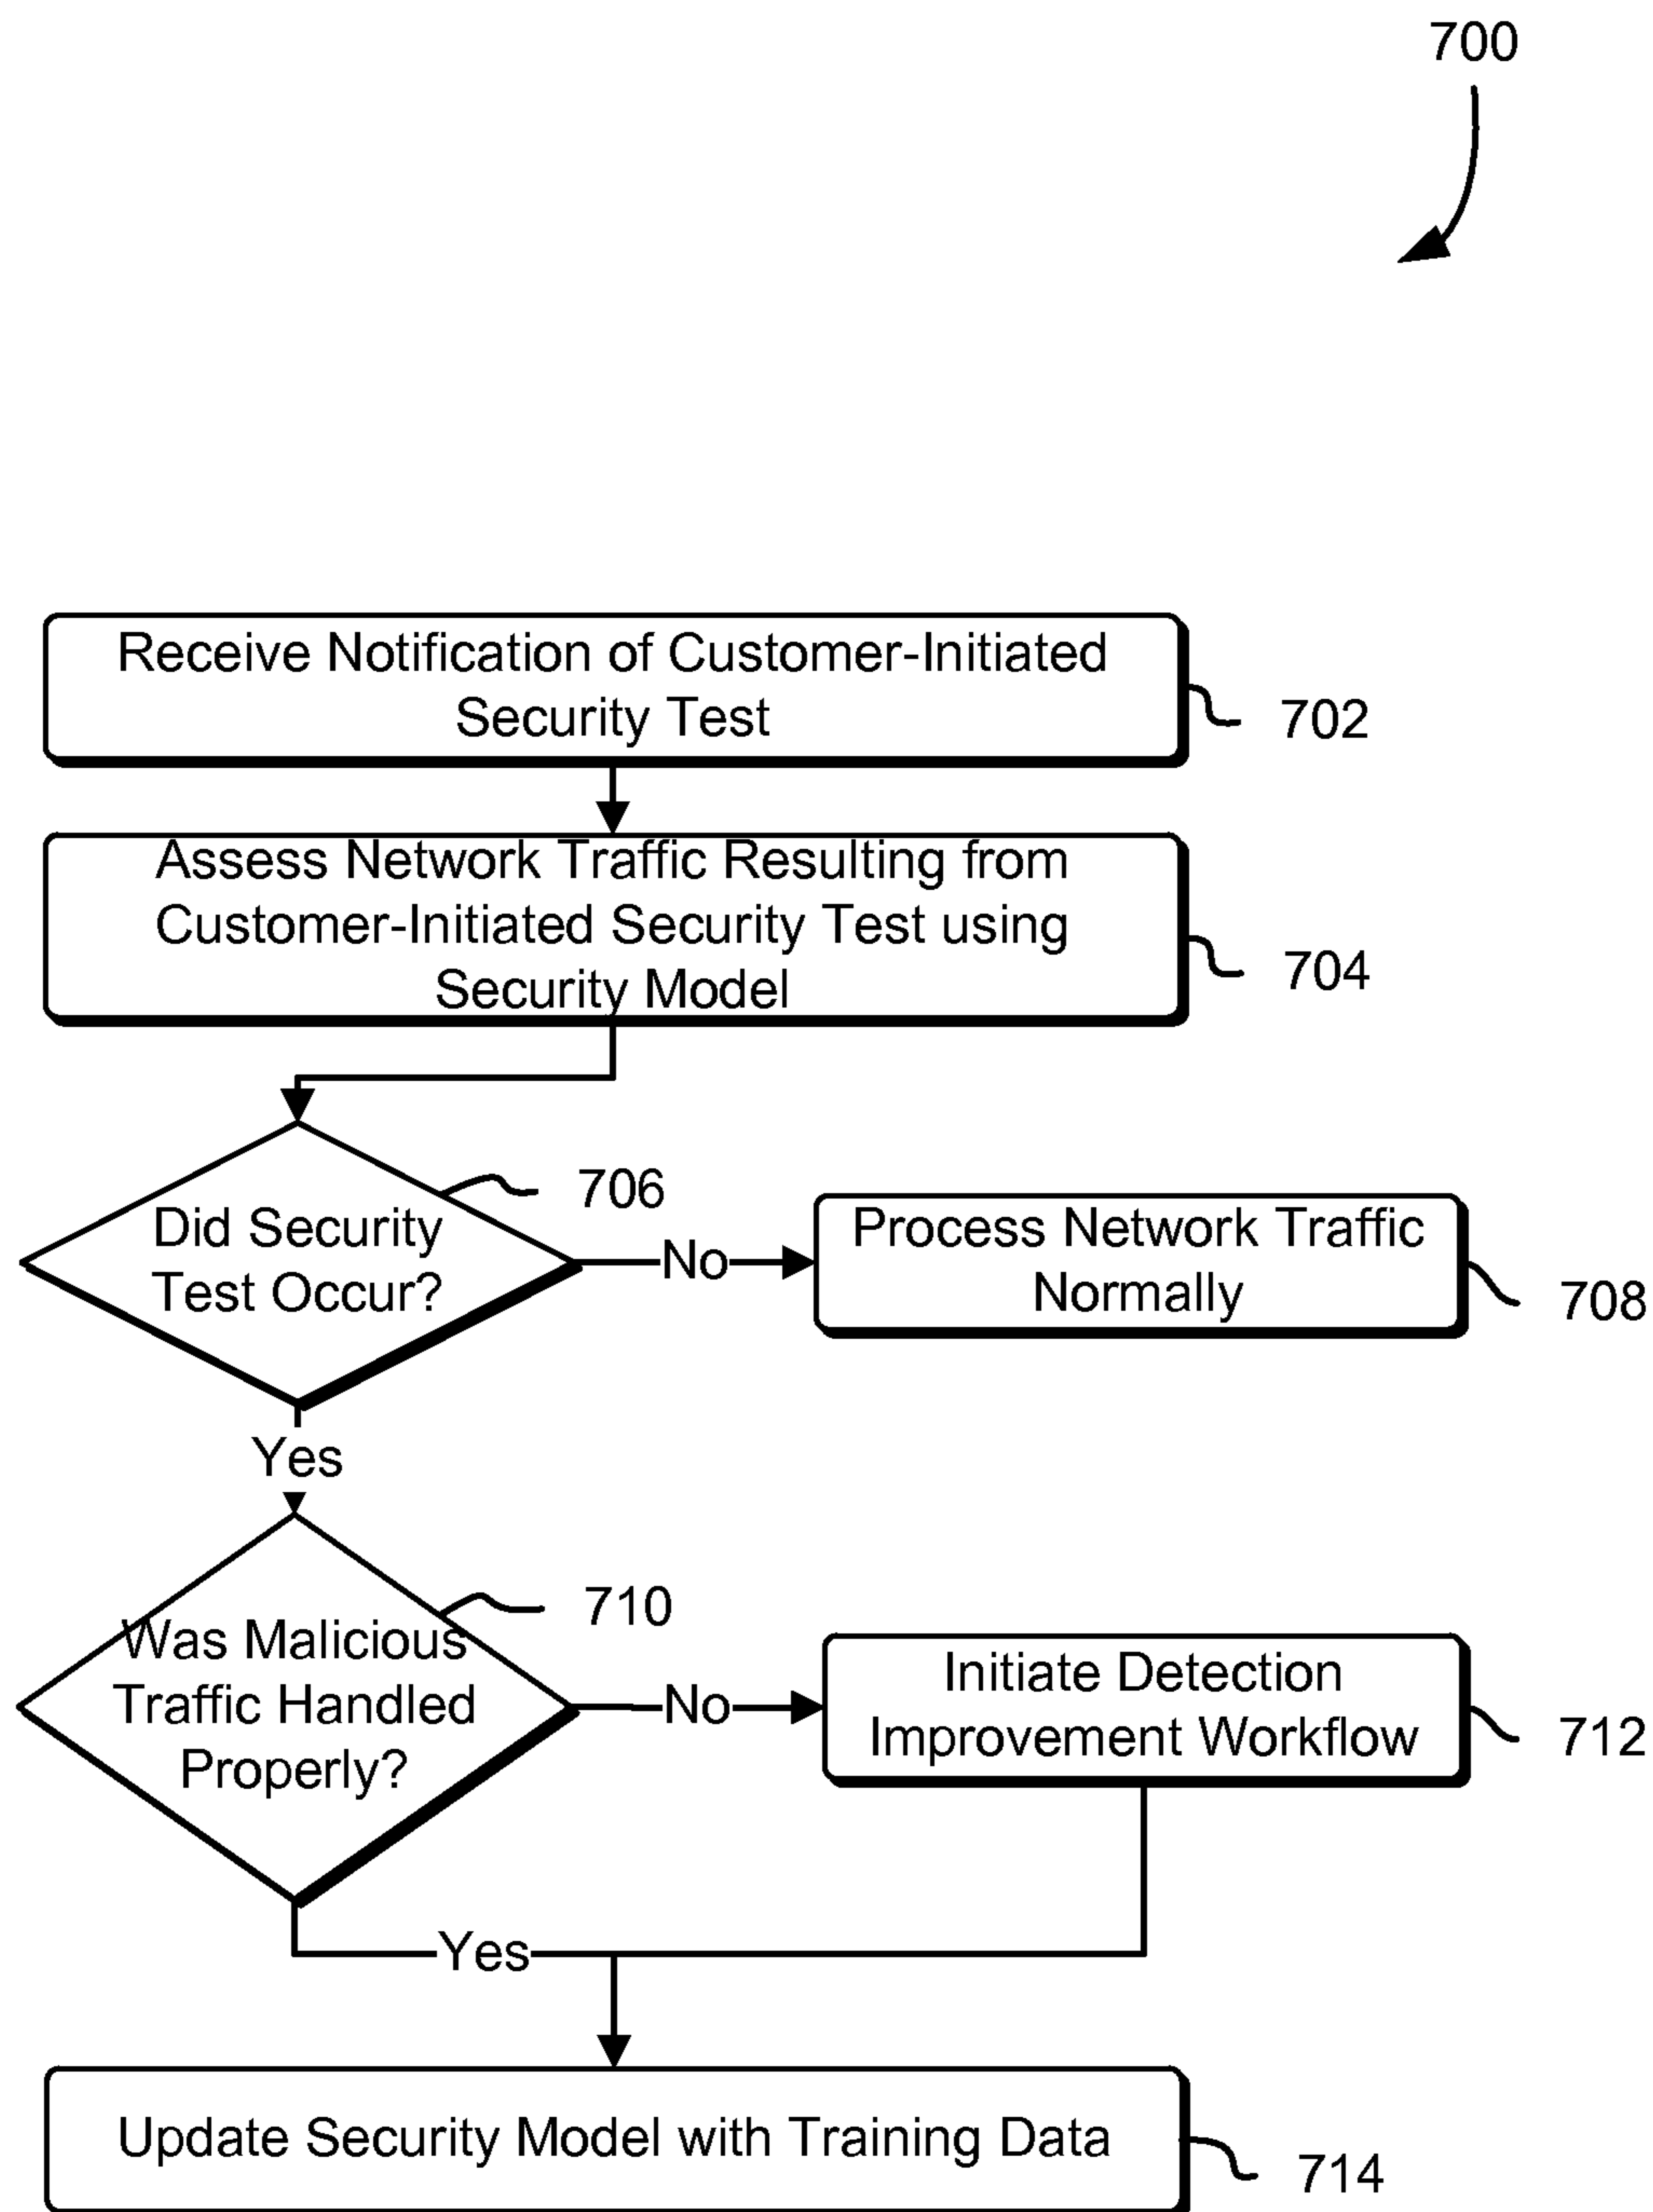 700
Receive Notification of Customer-Initiated
Security Test
702
Assess Network Traffic Resulting from
Customer-Initiated Security Test using
Security Model
704
706
Did Security
Test Occur?
No
Process Network Traffic
Normally
708
Yes
710
Was Malicious
Traffic Handled
Properly?
No
Initiate Detection
Improvement Workflow
712
Yes
Update Security Model with Training Data
714